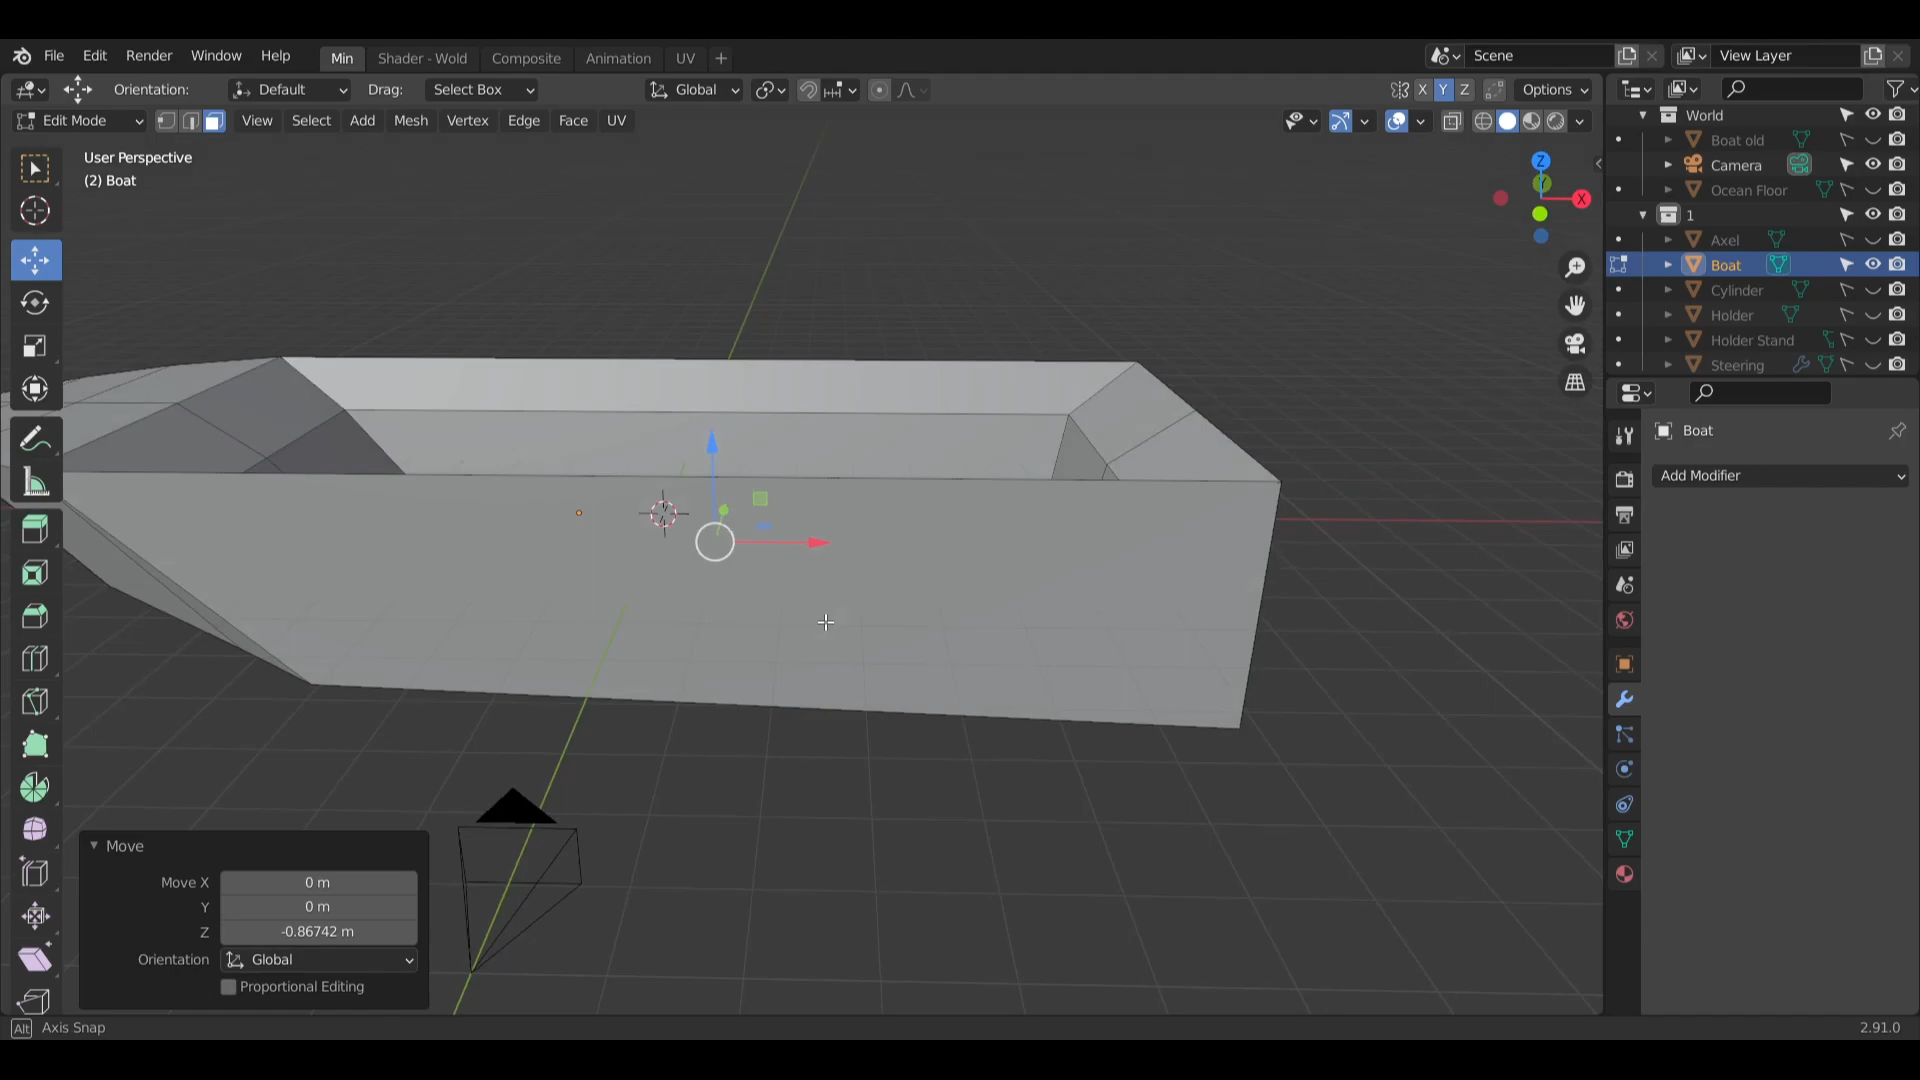 File Edit Render Window Help Min Shader - Wold Composite Animation UV + Scene View Layer
Orientation: Default Drag: Select Box Global X Y Z Options
Edit Mode View Select Add Mesh Vertex Edge Face UV
User Perspective
(2) Boat
Z
Y
X
World
Boat old
Camera
Ocean Floor
1
Axel
Boat
Cylinder
Holder
Holder Stand
Steering
Boat
Add Modifier
Move
Move X 0 m
Y 0 m
Z -0.86742 m
Orientation Global
Proportional Editing
Alt Axis Snap 2.91.0